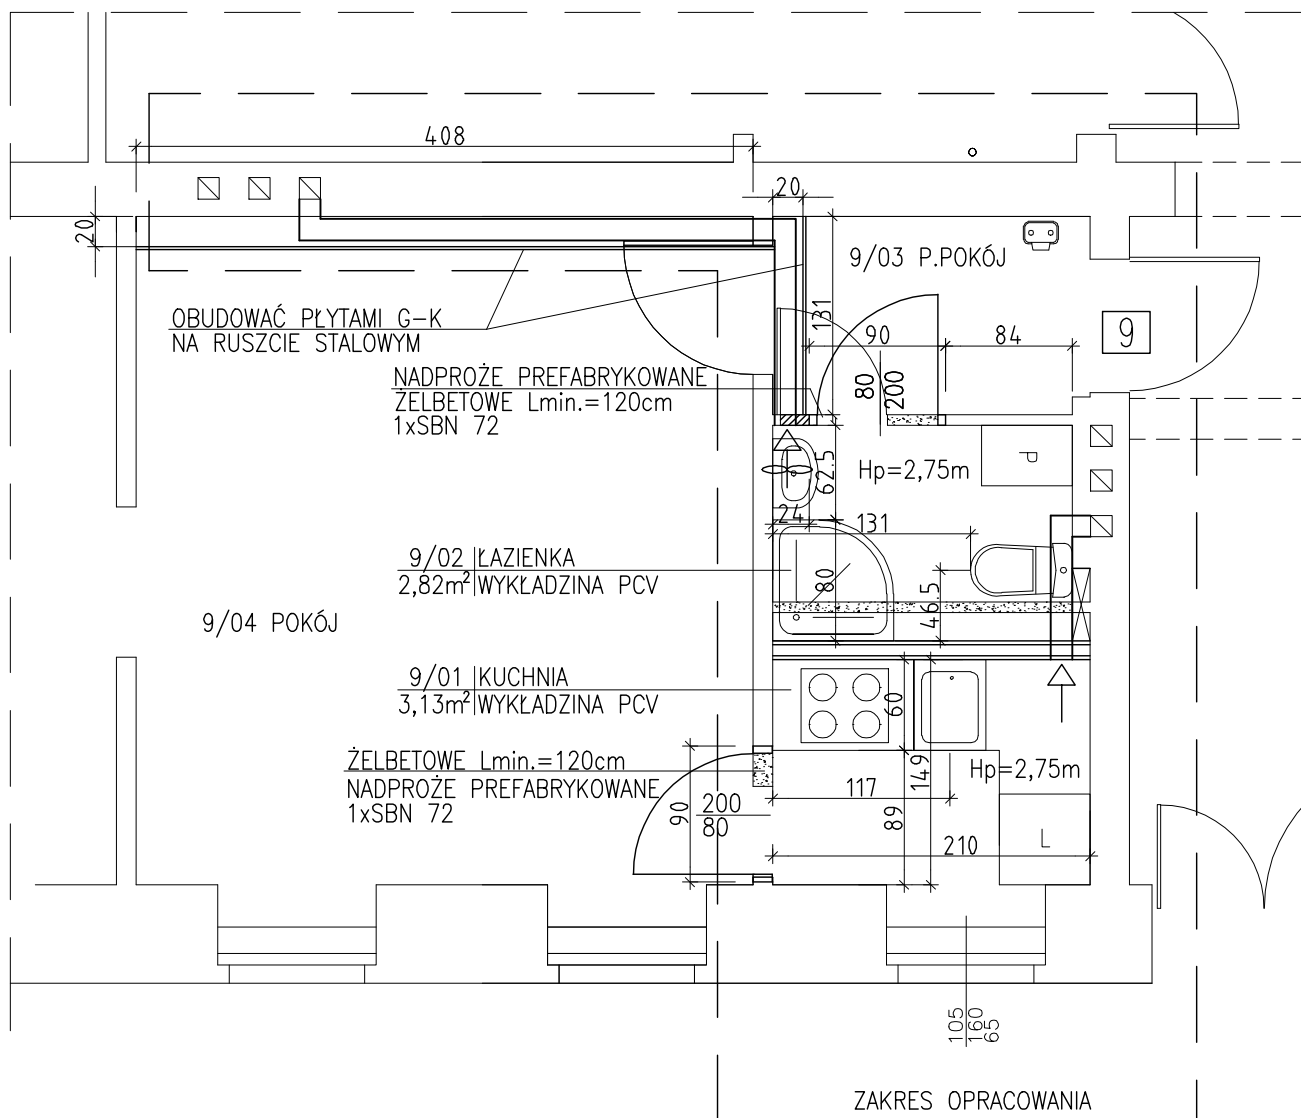 408
20
20
9/03 P.POKÓJ
131
OBUDOWAĆ PŁYTAMI G-K
NA RUSZCIE STALOWYM
90
84
9
NADPROŻE PREFABRYKOWANE
ŻELBETOWE Lmin.=120cm
1xSBN 72
80
200
62.5
Hp=2,75m
P
24
131
9/02 ŁAZIENKA
2,82m² WYKŁADZINA PCV
80
46.5
9/04 POKÓJ
9/01 KUCHNIA
3,13m² WYKŁADZINA PCV
60
149
ŻELBETOWE Lmin.=120cm
NADPROŻE PREFABRYKOWANE
1xSBN 72
Hp=2,75m
117
90
200
80
89
210
L
105
160
65
ZAKRES OPRACOWANIA